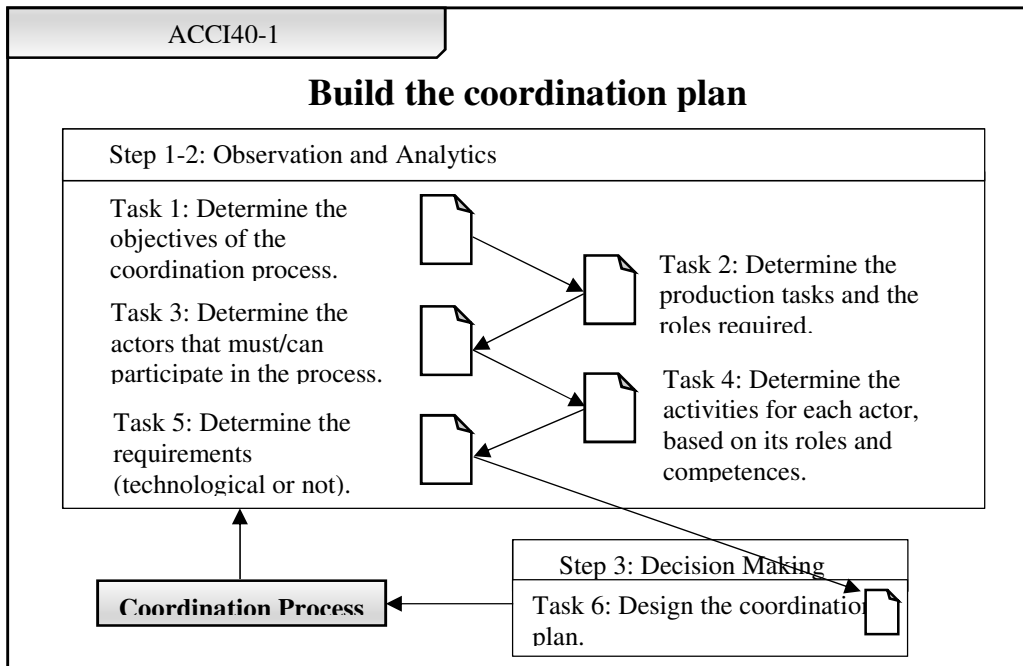 ACCI40-1
Build the coordination plan
Step 1-2: Observation and Analytics
Task 1: Determine the
objectives of the
coordination process.
Task 2: Determine the
production tasks and the
roles required.
Task 3: Determine the
actors that must/can
participate in the process.
Task 4: Determine the
activities for each actor,
based on its roles and
competences.
Task 5: Determine the
requirements
(technological or not).
Step 3: Decision Making
Task 6: Design the coordination
plan.
Coordination Process